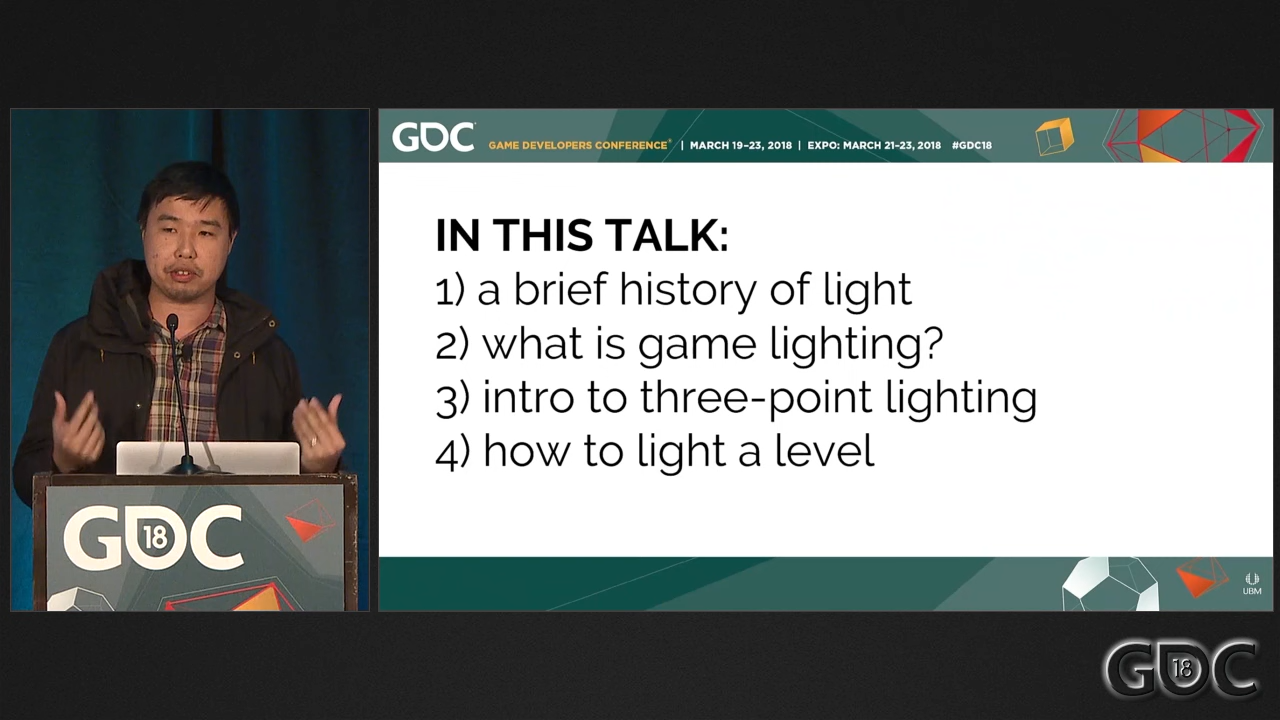 GDC
GAME DEVELOPERS CONFERENCE® | MARCH 19–23, 2018 | EXPO: MARCH 21–23, 2018 #GDC18
IN THIS TALK:
1) a brief history of light
2) what is game lighting?
3) intro to three-point lighting
4) how to light a level
GDC
18
UBM
GDC
18